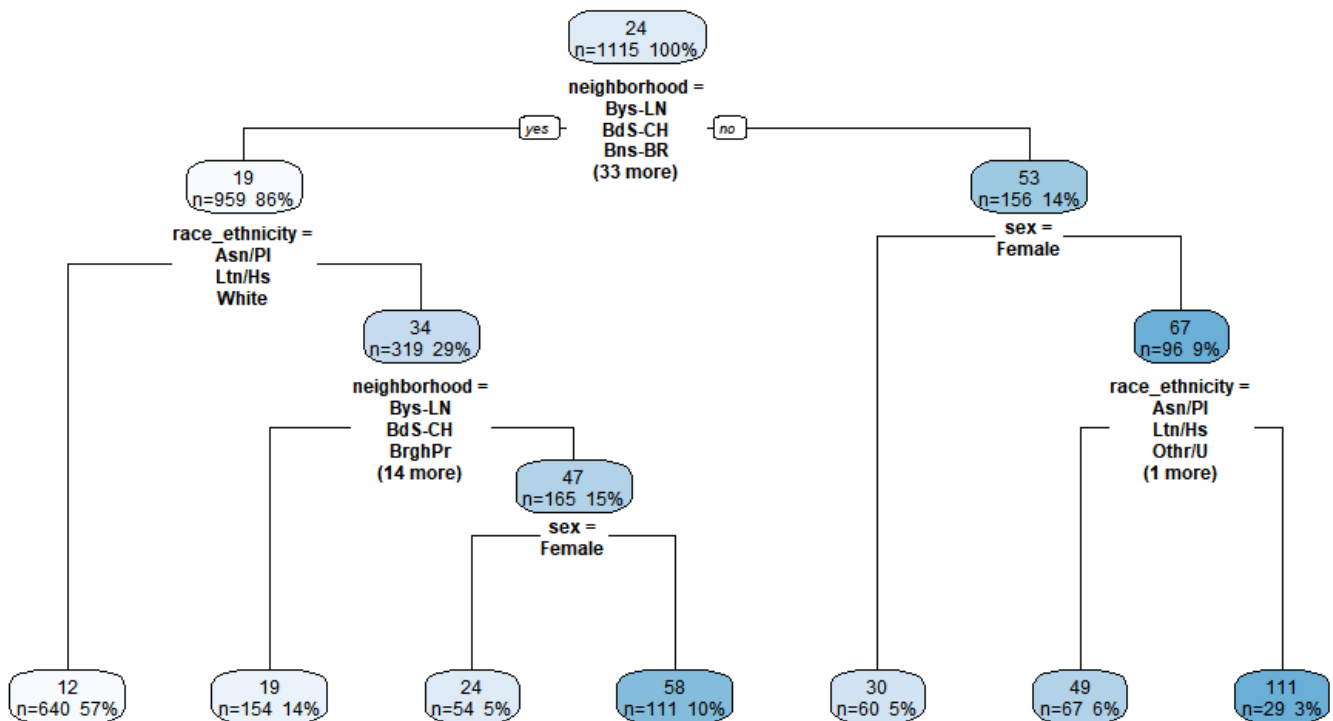 24
n=1115 100%
neighborhood =
Bys-LN
BdS-CH
Bns-BR
(33 more)
yes
no
19
n=959 86%
53
n=156 14%
race_ethnicity =
Asn/PI
Ltn/Hs
White
sex =
Female
34
n=319 29%
67
n=96 9%
neighborhood =
Bys-LN
BdS-CH
BrghPr
(14 more)
race_ethnicity =
Asn/PI
Ltn/Hs
Othr/U
(1 more)
47
n=165 15%
sex =
Female
12
n=640 57%
19
n=154 14%
24
n=54 5%
58
n=111 10%
30
n=60 5%
49
n=67 6%
111
n=29 3%